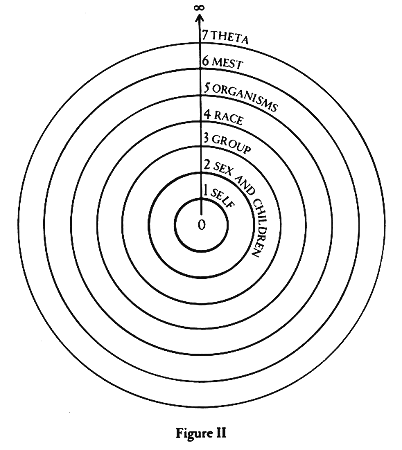 ∞
7 THETA
6 MEST
5 ORGANISMS
4 RACE
3 GROUP
2 SEX AND CHILDREN
1 SELF
0
Figure II